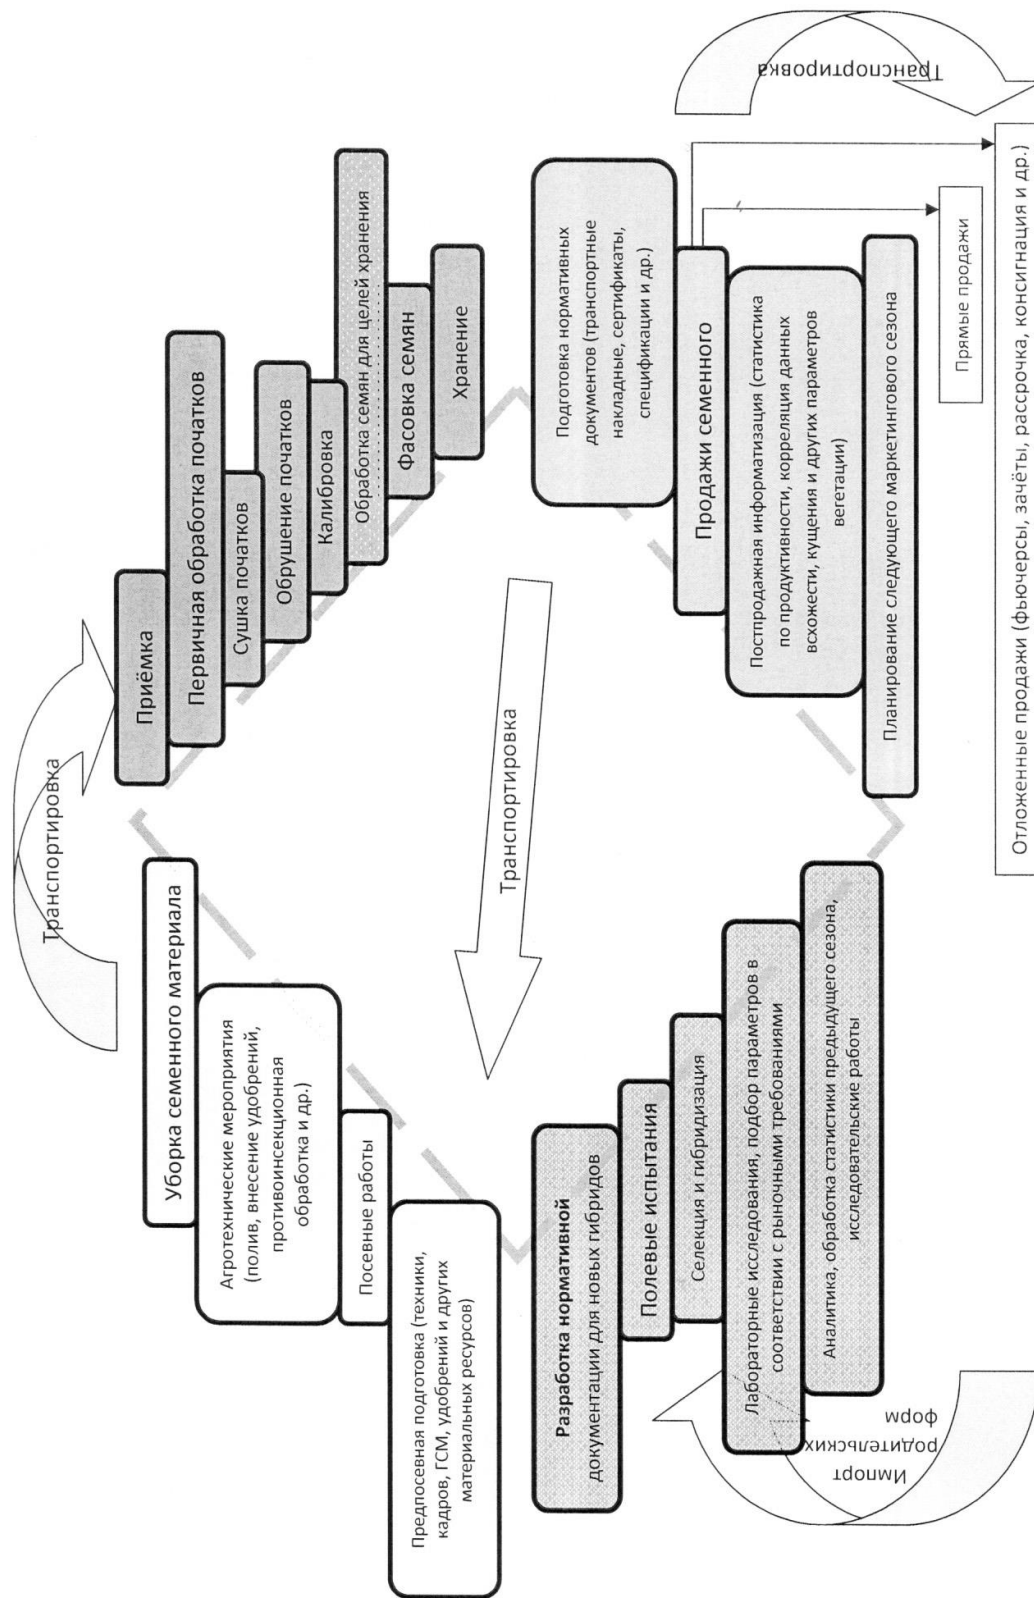 Транспортировка
Уборка семенного материала
Агротехнические мероприятия
(полив, внесение удобрений,
противоинсекционная
обработка и др.)
Посевные работы
Предпосевная подготовка (техники,
кадров, ГСМ, удобрений и других
материальных ресурсов)
Приёмка
Первичная обработка початков
Сушка початков
Обрушение початков
Калибровка
Обработка семян для целей хранения
Фасовка семян
Хранение
Транспортировка
Разработка нормативной
документации для новых гибридов
Полевые испытания
Селекция и гибридизация
Лабораторные исследования, подбор параметров в
соответствии с рыночными требованиями
Аналитика, обработка статистики предыдущего сезона,
исследовательские работы
Импорт
родительских
форм
Подготовка нормативных
документов (транспортные
накладные, сертификаты,
спецификации и др.)
Продажи семенного
Постпродажная информатизация (статистика
по продуктивности, корреляция данных
всхожести, кущения и других параметров
вегетации)
Планирование следующего маркетингового сезона
Транспортировка
Прямые продажи
Отложенные продажи (фьючерсы, зачёты, рассрочка, консигнация и др.)